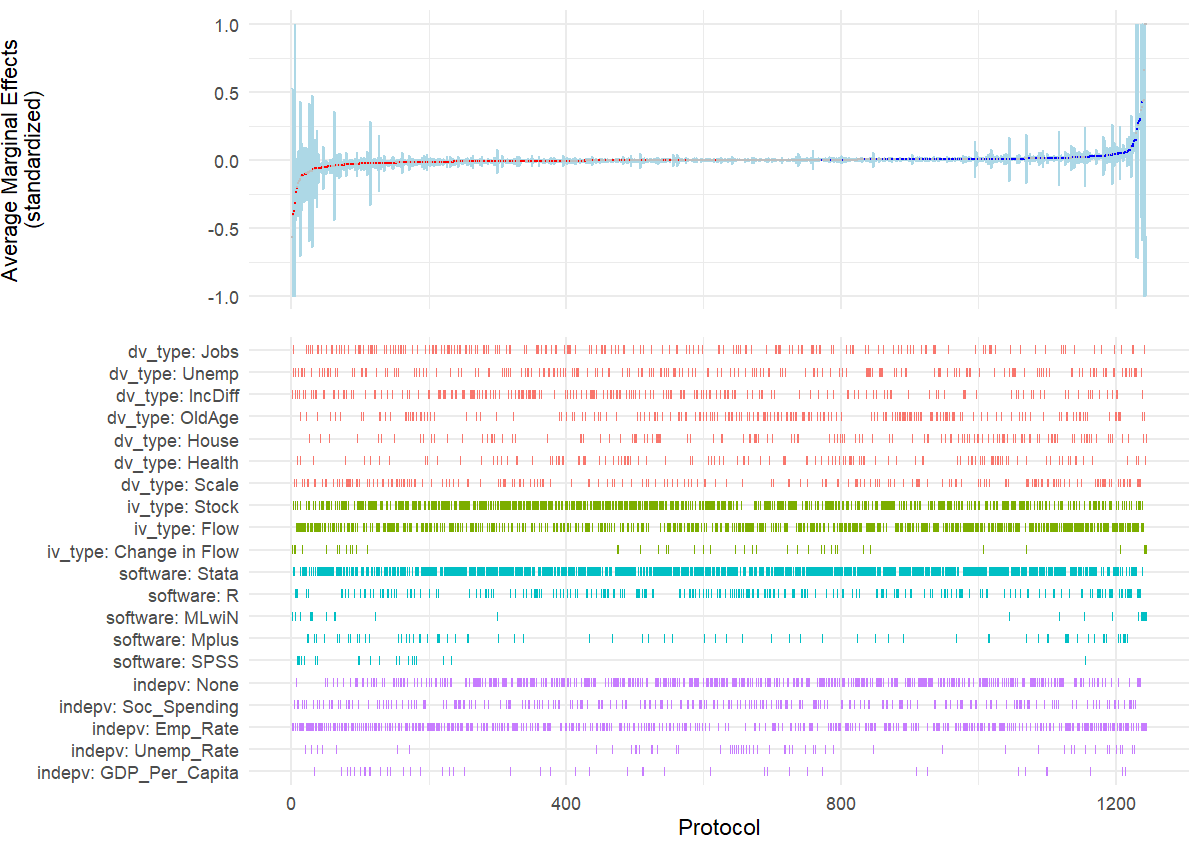 Average Marginal Effects
(standardized)
1.0
0.5
0.0
-0.5
-1.0
dv_type: Jobs
dv_type: Unemp
dv_type: IncDiff
dv_type: OldAge
dv_type: House
dv_type: Health
dv_type: Scale
iv_type: Stock
iv_type: Flow
iv_type: Change in Flow
software: Stata
software: R
software: MLwiN
software: Mplus
software: SPSS
indepv: None
indepv: Soc_Spending
indepv: Emp_Rate
indepv: Unemp_Rate
indepv: GDP_Per_Capita
0 400 800 1200
Protocol